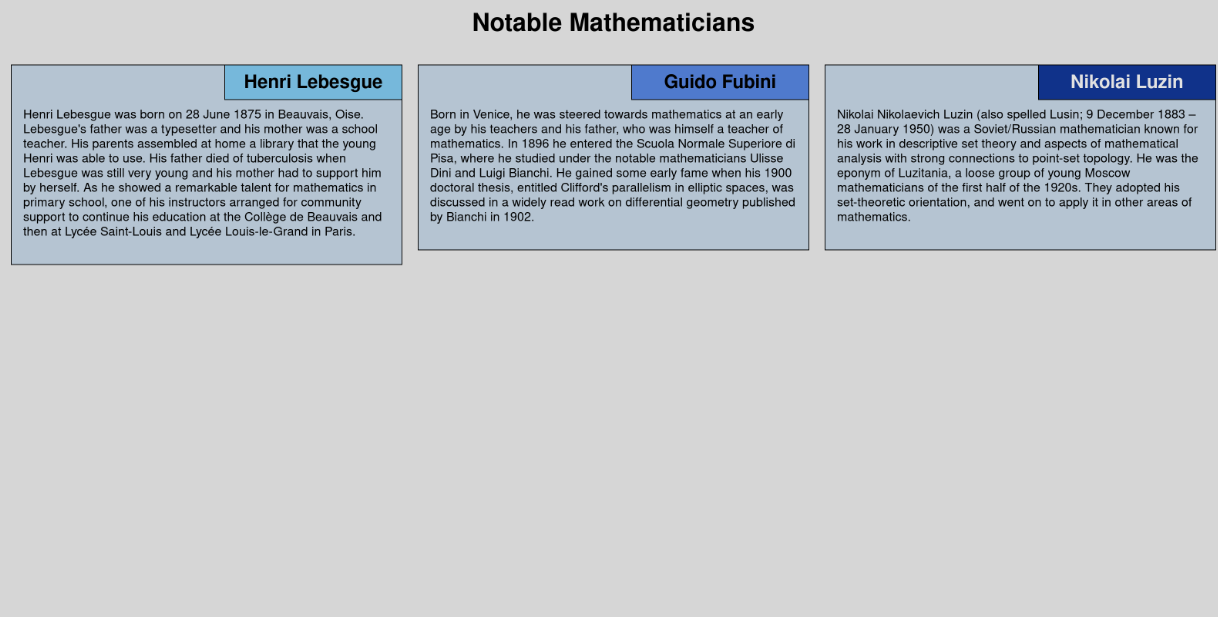 Notable Mathematicians
Henri Lebesgue
Henri Lebesgue was born on 28 June 1875 in Beauvais, Oise.
Lebesgue's father was a typesetter and his mother was a school
teacher. His parents assembled at home a library that the young
Henri was able to use. His father died of tuberculosis when
Lebesgue was still very young and his mother had to support him
by herself. As he showed a remarkable talent for mathematics in
primary school, one of his instructors arranged for community
support to continue his education at the Collège de Beauvais and
then at Lycée Saint-Louis and Lycée Louis-le-Grand in Paris.
Guido Fubini
Born in Venice, he was steered towards mathematics at an early
age by his teachers and his father, who was himself a teacher of
mathematics. In 1896 he entered the Scuola Normale Superiore di
Pisa, where he studied under the notable mathematicians Ulisse
Dini and Luigi Bianchi. He gained some early fame when his 1900
doctoral thesis, entitled Clifford's parallelism in elliptic spaces, was
discussed in a widely read work on differential geometry published
by Bianchi in 1902.
Nikolai Luzin
Nikolai Nikolaevich Luzin (also spelled Lusin; 9 December 1883 –
28 January 1950) was a Soviet/Russian mathematician known for
his work in descriptive set theory and aspects of mathematical
analysis with strong connections to point-set topology. He was the
eponym of Luzitania, a loose group of young Moscow
mathematicians of the first half of the 1920s. They adopted his
set-theoretic orientation, and went on to apply it in other areas of
mathematics.